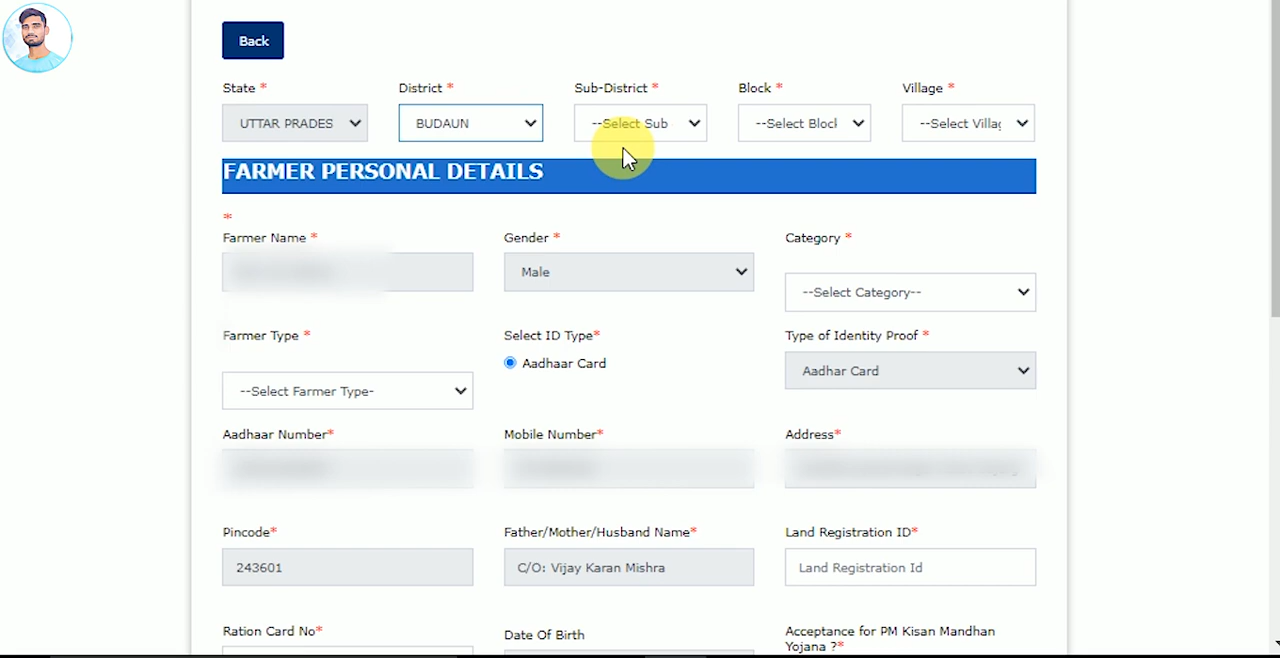 Back
State * District * Sub-District * Block * Village *
UTTAR PRADES BUDAUN --Select Sub --Select Block --Select Villag
FARMER PERSONAL DETAILS
*
Farmer Name * Gender * Category *
Male
--Select Category--
Farmer Type * Select ID Type* Type of Identity Proof *
Aadhaar Card Aadhar Card
--Select Farmer Type-
Aadhaar Number* Mobile Number* Address*
Pincode* Father/Mother/Husband Name* Land Registration ID*
243601 C/O: Vijay Karan Mishra Land Registration Id
Ration Card No* Date Of Birth Acceptance for PM Kisan Mandhan
Yojana ?*